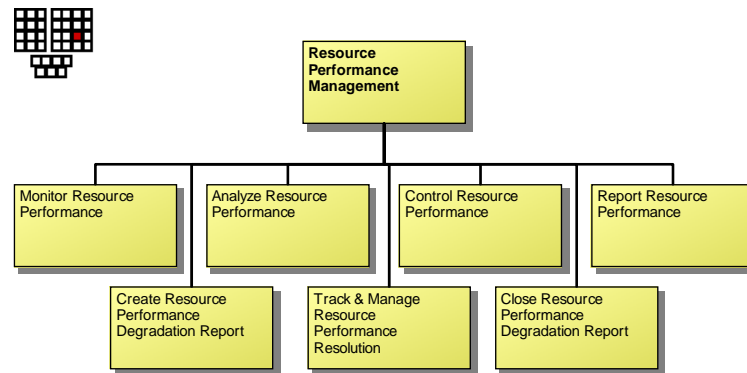 Resource
Performance
Management
Monitor Resource
Performance
Analyze Resource
Performance
Control Resource
Performance
Report Resource
Performance
Create Resource
Performance
Degradation Report
Track & Manage
Resource
Performance
Resolution
Close Resource
Performance
Degradation Report